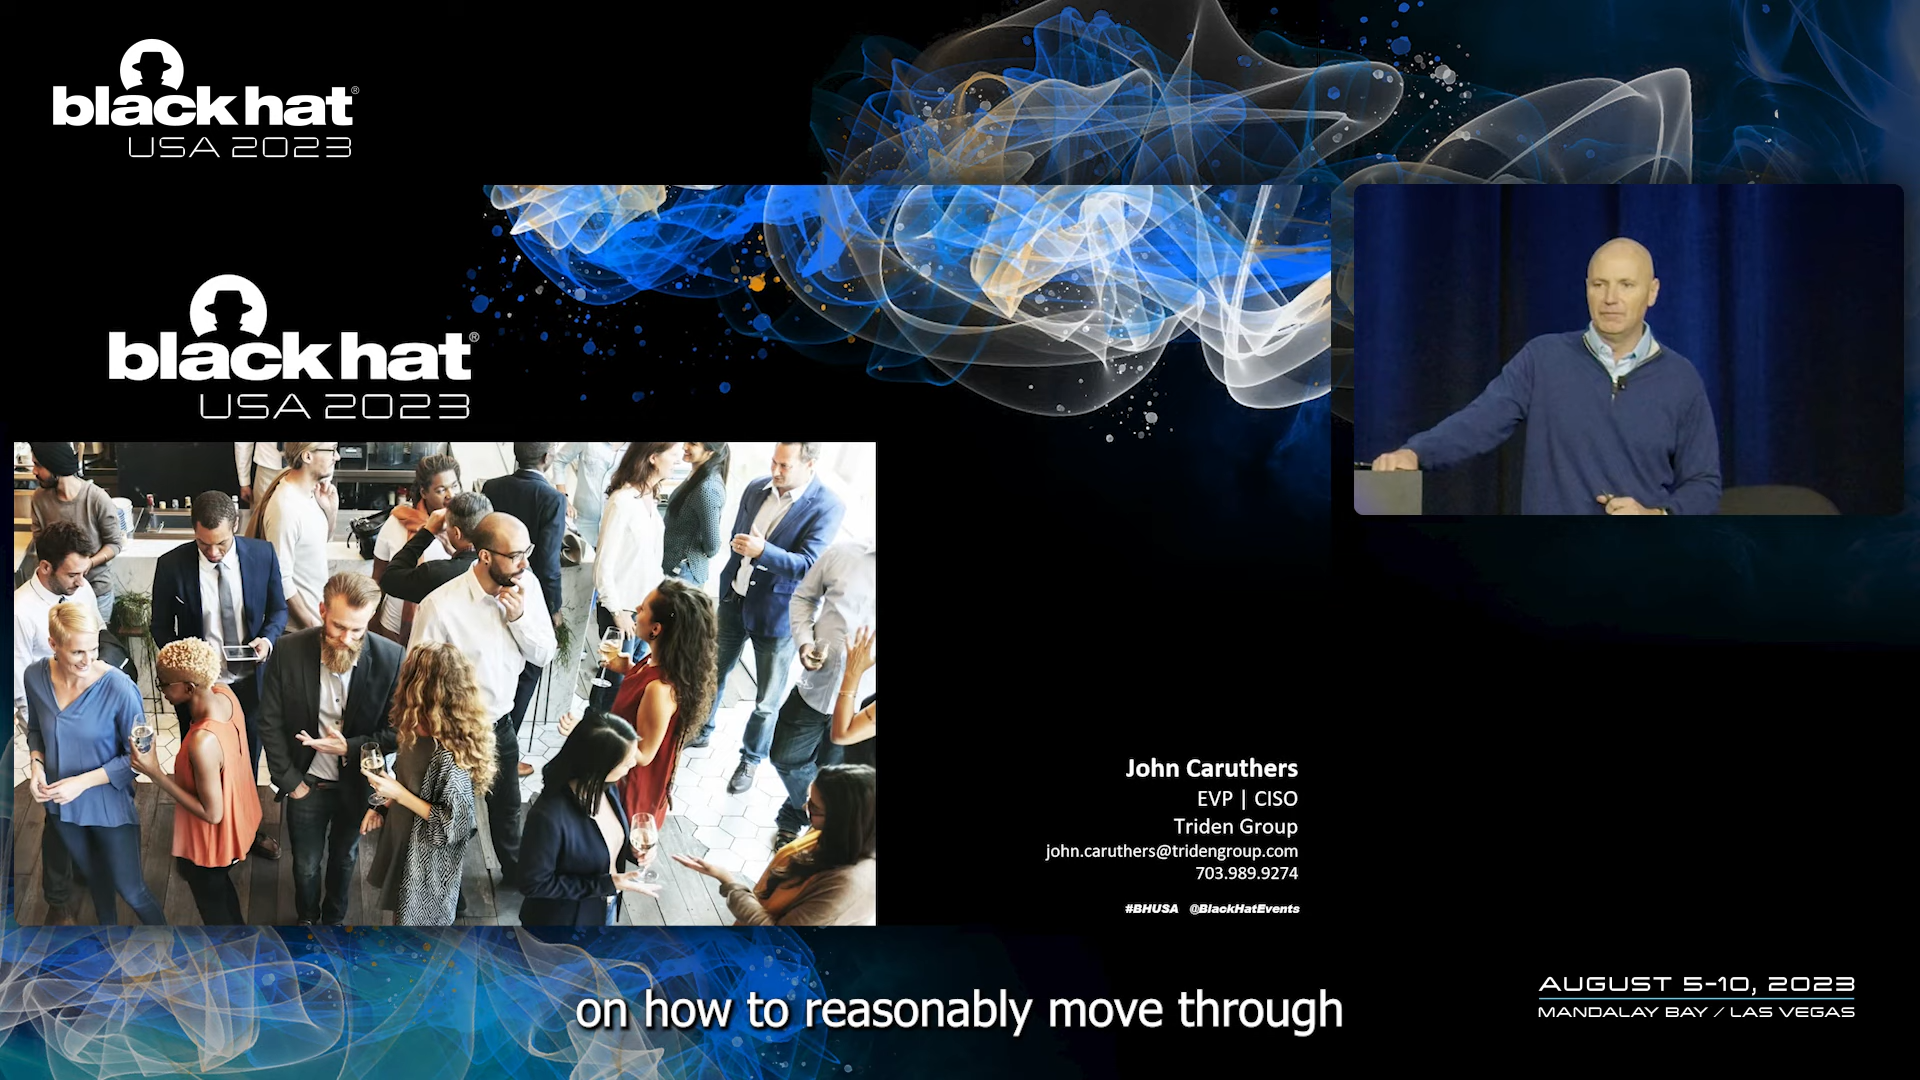 black hat®
USA 2023
black hat®
USA 2023
John Caruthers
EVP | CISO
Triden Group
john.caruthers@tridengroup.com
703.989.9274
#BHUSA @BlackHatEvents
on how to reasonably move through
AUGUST 5-10, 2023
MANDALAY BAY / LAS VEGAS